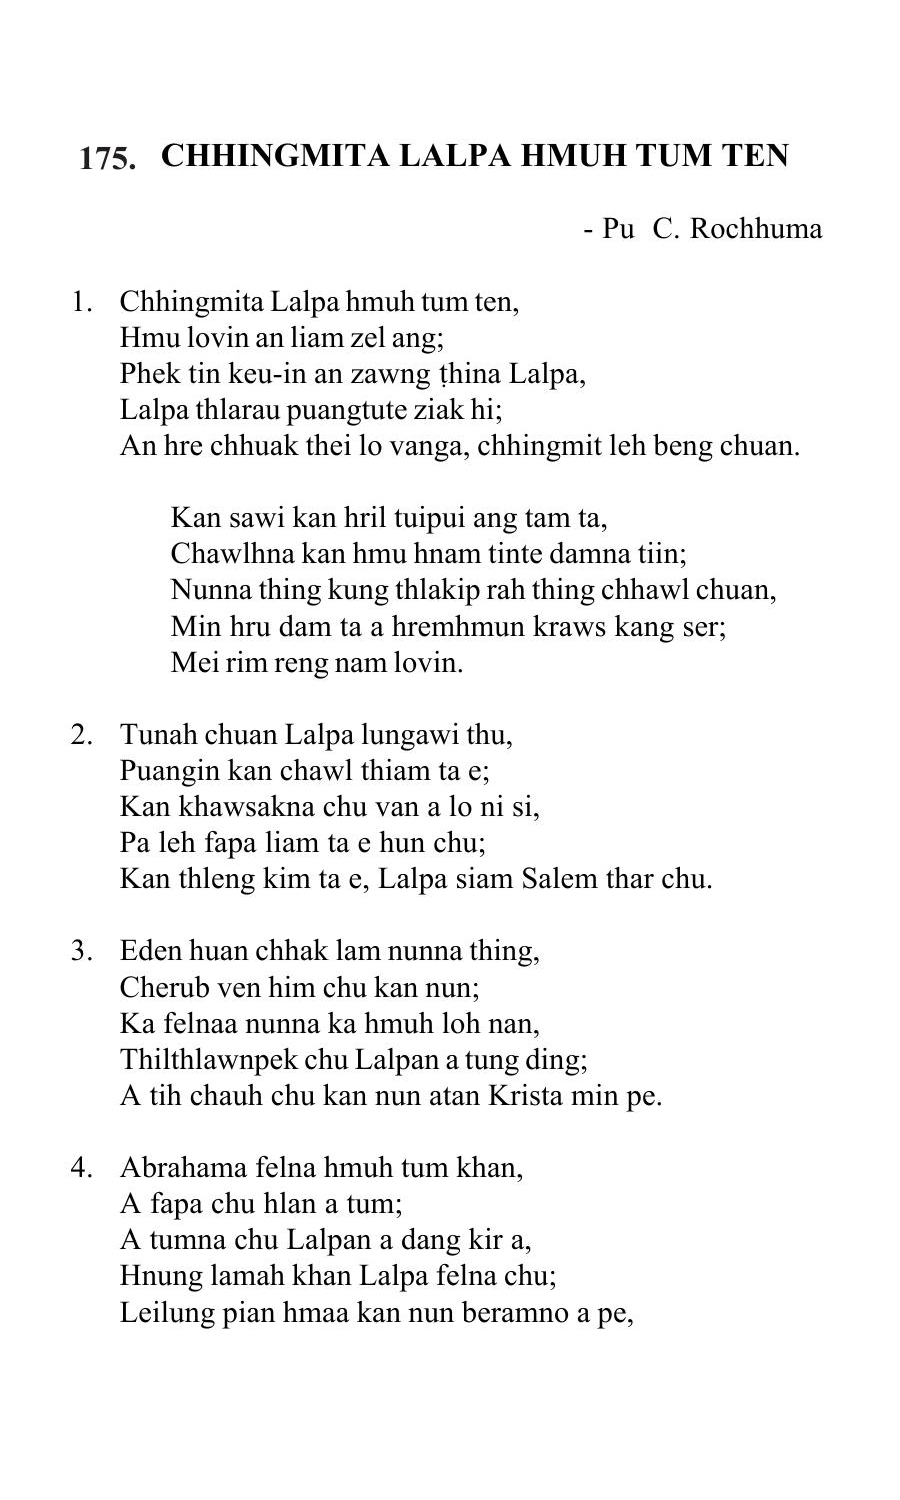 175. CHHINGMITA LALPA HMUH TUM TEN
- Pu C. Rochhuma
1. Chhingmita Lalpa hmuh tum ten,
Hmu lovin an liam zel ang;
Phek tin keu-in an zawng ṭhina Lalpa,
Lalpa thlarau puangtute ziak hi;
An hre chhuak thei lo vanga, chhingmit leh beng chuan.
Kan sawi kan hril tuipui ang tam ta,
Chawlhna kan hmu hnam tinte damna tiin;
Nunna thing kung thlakip rah thing chhawl chuan,
Min hru dam ta a hremhmun kraws kang ser;
Mei rim reng nam lovin.
2. Tunah chuan Lalpa lungawi thu,
Puangin kan chawl thiam ta e;
Kan khawsakna chu van a lo ni si,
Pa leh fapa liam ta e hun chu;
Kan thleng kim ta e, Lalpa siam Salem thar chu.
3. Eden huan chhak lam nunna thing,
Cherub ven him chu kan nun;
Ka felnaa nunna ka hmuh loh nan,
Thilthlawnpek chu Lalpan a tung ding;
A tih chauh chu kan nun atan Krista min pe.
4. Abrahama felna hmuh tum khan,
A fapa chu hlan a tum;
A tumna chu Lalpan a dang kir a,
Hnung lamah khan Lalpa felna chu;
Leilung pian hmaa kan nun beramno a pe,